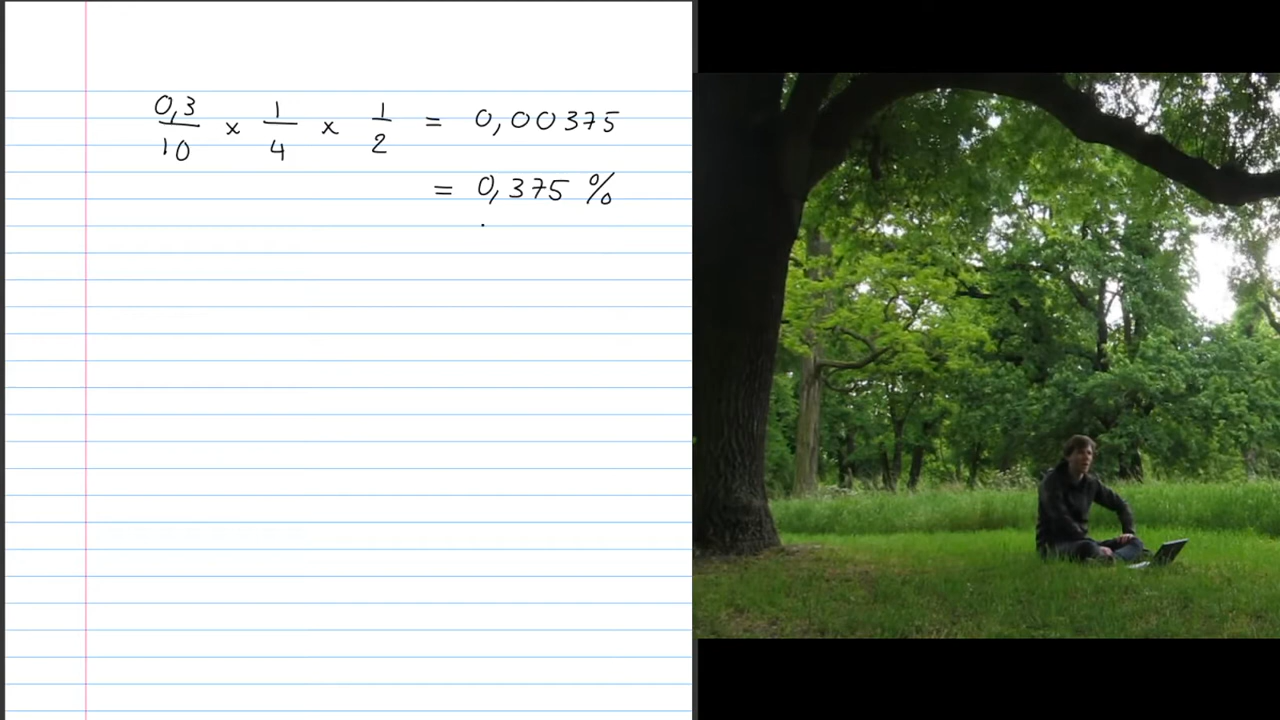 0,3/10 x 1/4 x 1/2 = 0,00375
= 0,375 %